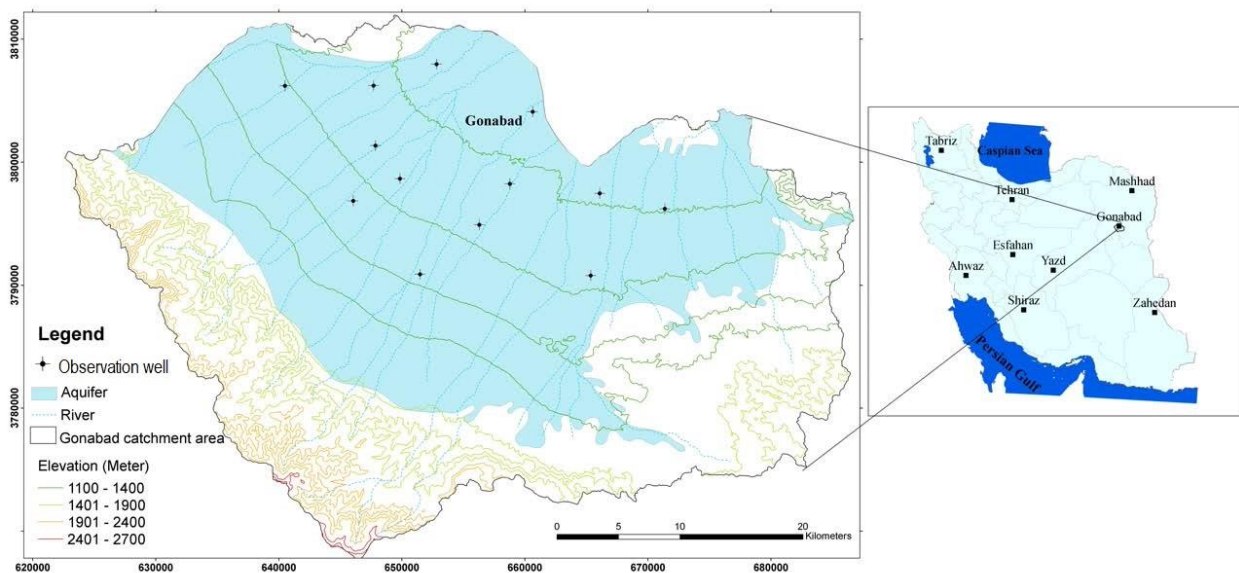 3810000
3800000
3790000
3780000
Gonabad
Legend
Observation well
Aquifer
River
Gonabad catchment area
Elevation (Meter)
1100 - 1400
1401 - 1900
1901 - 2400
2401 - 2700
0 5 10 20
Kilometers
620000 630000 640000 650000 660000 670000 680000
Tabriz
Caspian Sea
Tehran
Mashhad
Gonabad
Esfahan
Yazd
Ahwaz
Shiraz
Zahedan
Persian Gulf